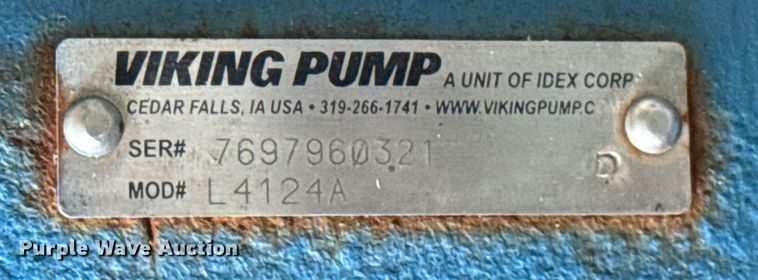 VIKING PUMP A UNIT OF IDEX CORP
CEDAR FALLS, IA USA • 319-266-1741 • WWW.VIKINGPUMP.C
SER# 7697960321
MOD# L4124A D
Purple Wave Auction